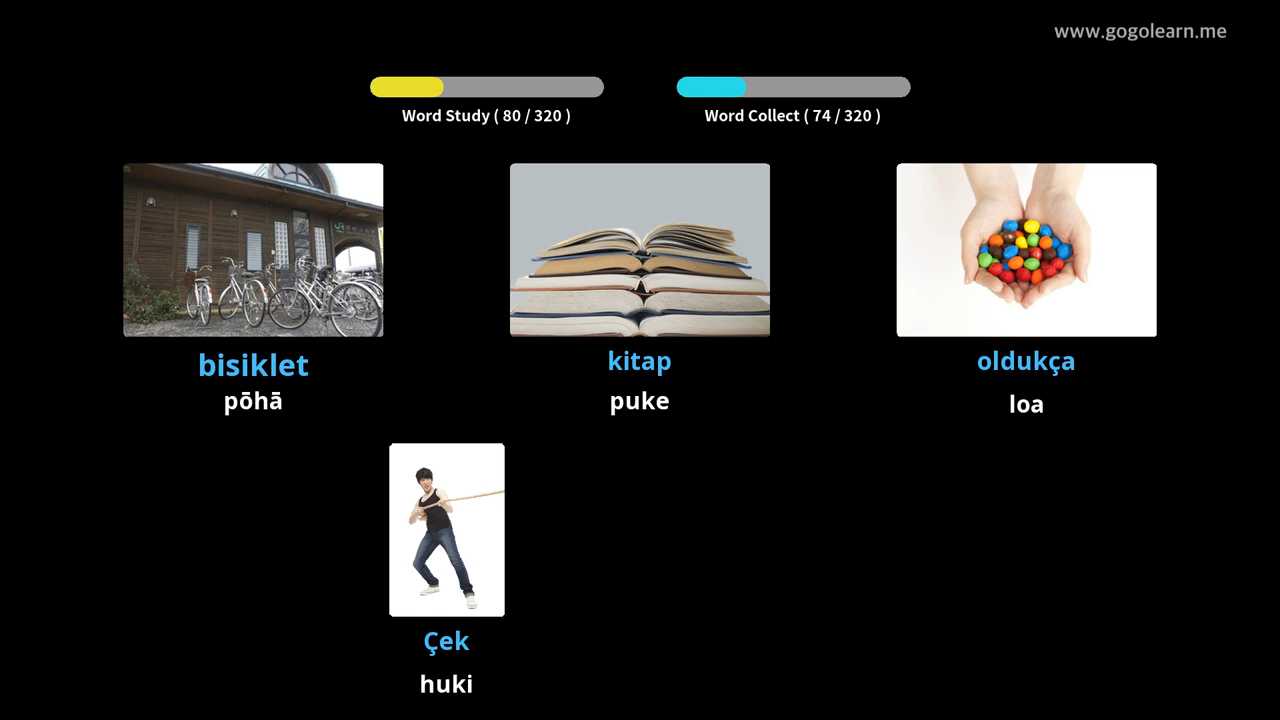 www.gogolearn.me
Word Study ( 80 / 320 )
Word Collect ( 74 / 320 )
JR
bisiklet
pōhā
kitap
puke
oldukça
loa
Çek
huki